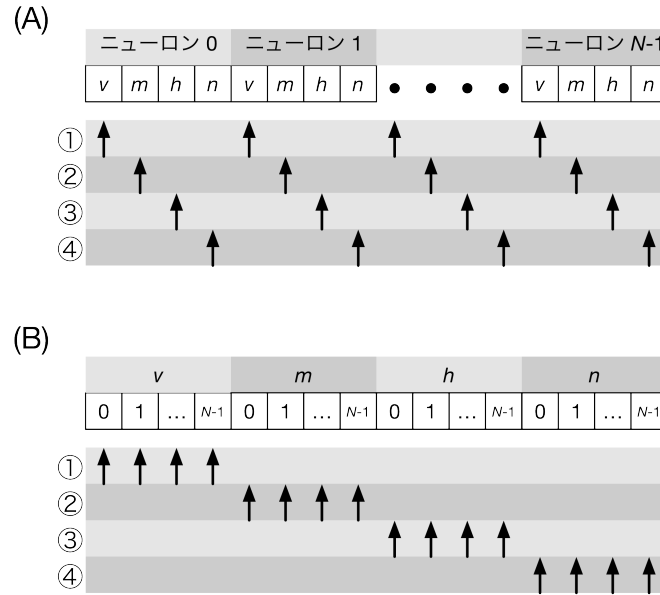 (A)
ニューロン 0 ニューロン 1 ニューロン N-1
v m h n v m h n v m h n
①
②
③
④
(B)
v m h n
0 1 … N-1 0 1 … N-1 0 1 … N-1 0 1 … N-1
①
②
③
④